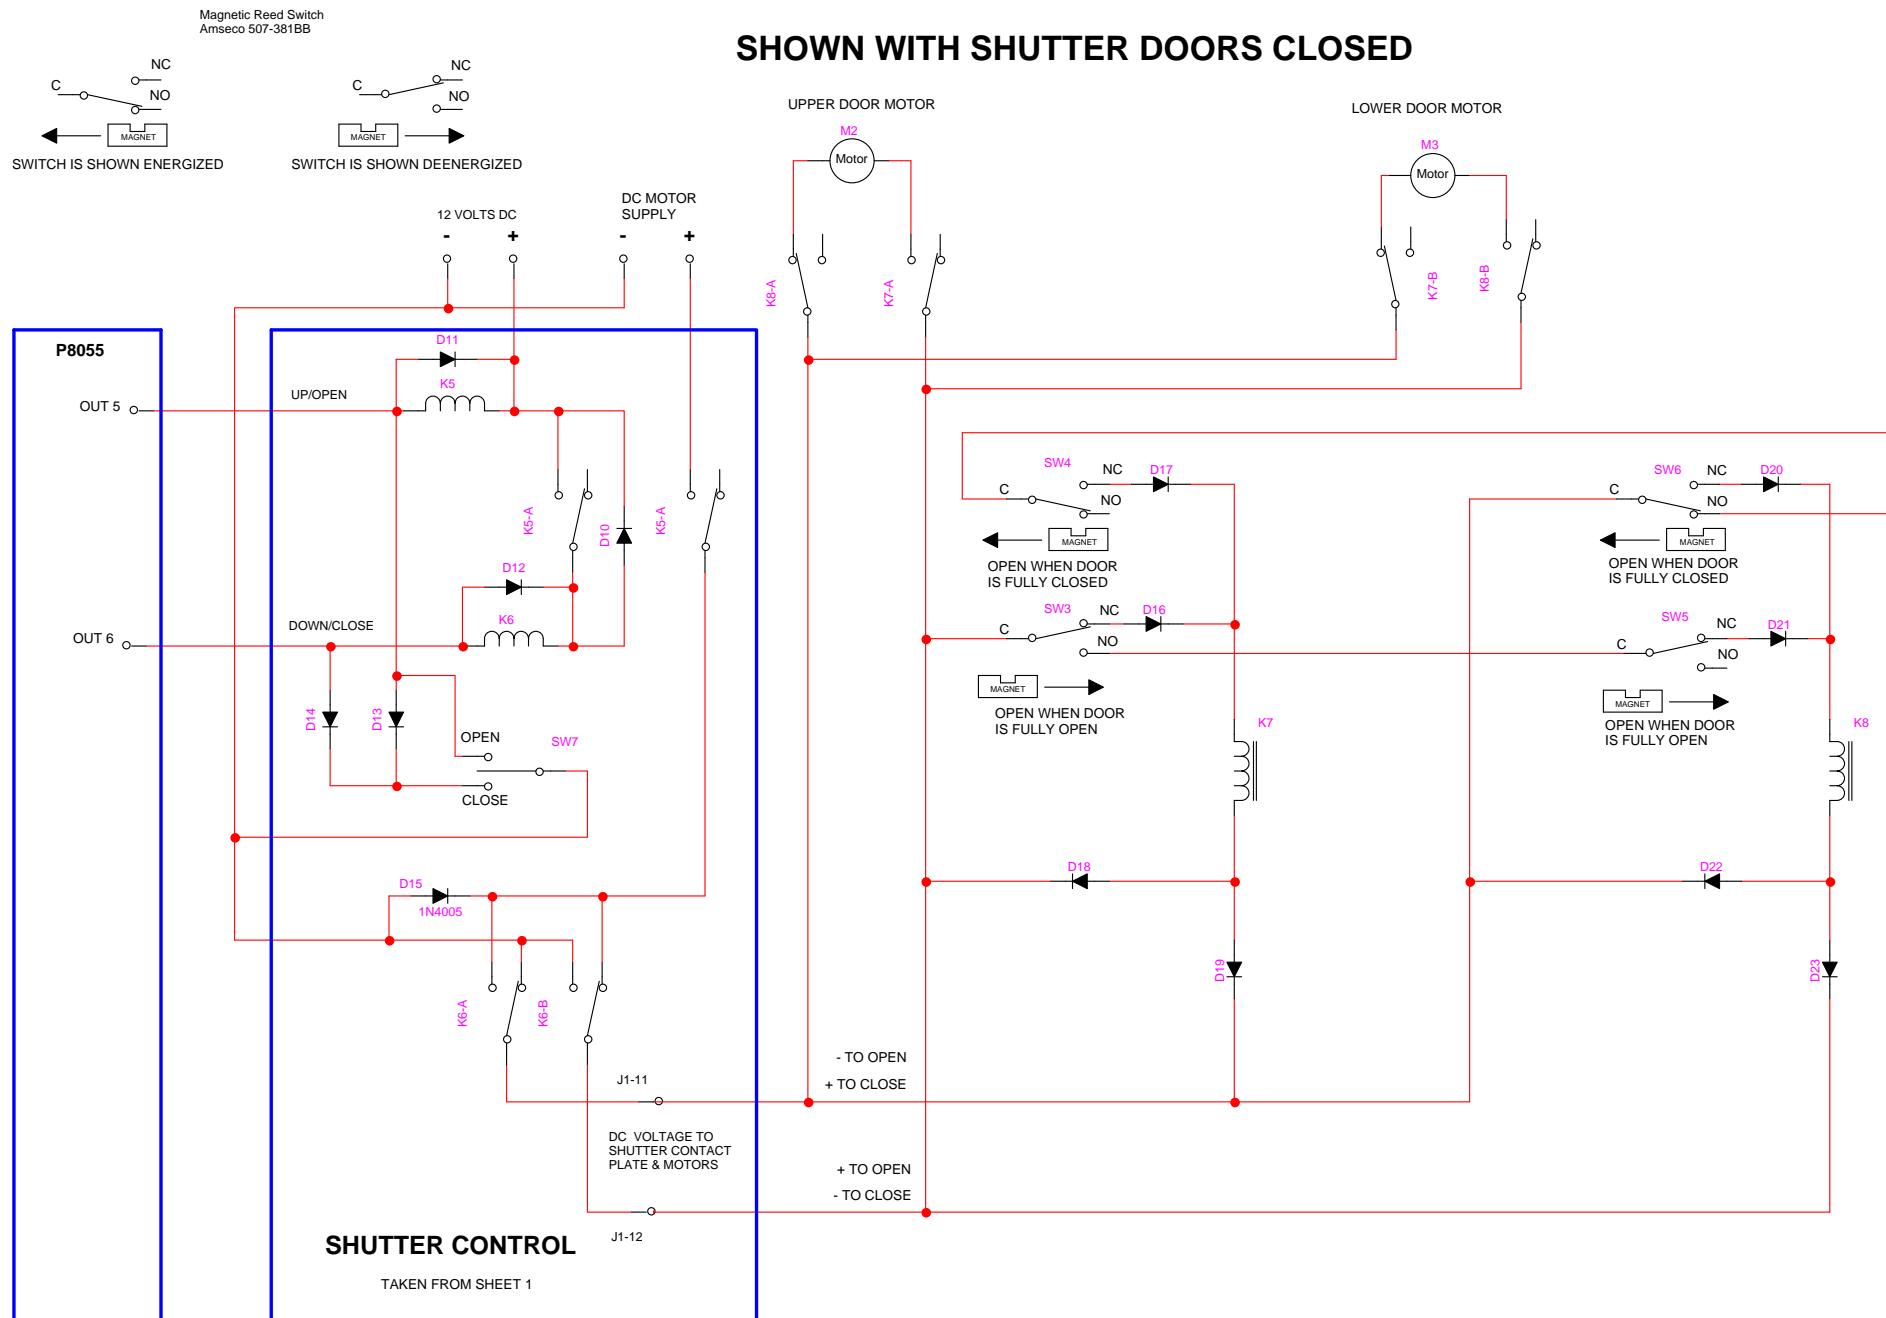 Magnetic Reed Switch
Amseco 507-381BB
SHOWN WITH SHUTTER DOORS CLOSED
NC
C
NO
MAGNET
SWITCH IS SHOWN ENERGIZED
NC
C
NO
MAGNET
SWITCH IS SHOWN DEENERGIZED
UPPER DOOR MOTOR
M2
Motor
LOWER DOOR MOTOR
M3
Motor
12 VOLTS DC
- +
DC MOTOR
SUPPLY
- +
K8-A
K7-A
K7-B
K8-B
P8055
OUT 5
OUT 6
D11
K5
UP/OPEN
K5-A
D10
K5-A
D12
K6
DOWN/CLOSE
D14
D13
OPEN
SW7
CLOSE
D15
1N4005
K6-A
K6-B
J1-11
DC VOLTAGE TO
SHUTTER CONTACT
PLATE & MOTORS
J1-12
SHUTTER CONTROL
TAKEN FROM SHEET 1
- TO OPEN
+ TO CLOSE
+ TO OPEN
- TO CLOSE
SW4
NC
D17
C
NO
MAGNET
OPEN WHEN DOOR
IS FULLY CLOSED
SW3
NC
D16
C
NO
MAGNET
OPEN WHEN DOOR
IS FULLY OPEN
K7
D18
D19
SW6
NC
D20
C
NO
MAGNET
OPEN WHEN DOOR
IS FULLY CLOSED
SW5
NC
D21
C
NO
MAGNET
OPEN WHEN DOOR
IS FULLY OPEN
K8
D22
D23